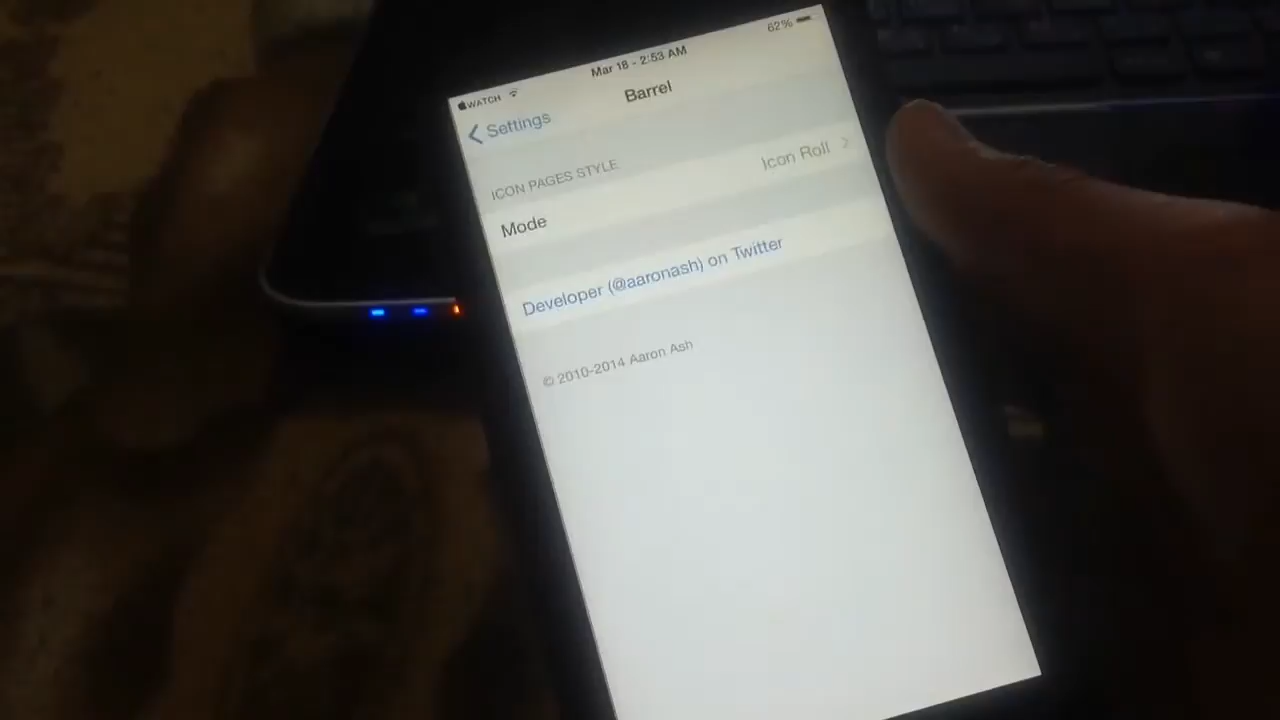 WATCH Mar 18 - 2:53 AM 62%
Settings Barrel
ICON PAGES STYLE
Mode Icon Roll
Developer (@aaronash) on Twitter
© 2010-2014 Aaron Ash